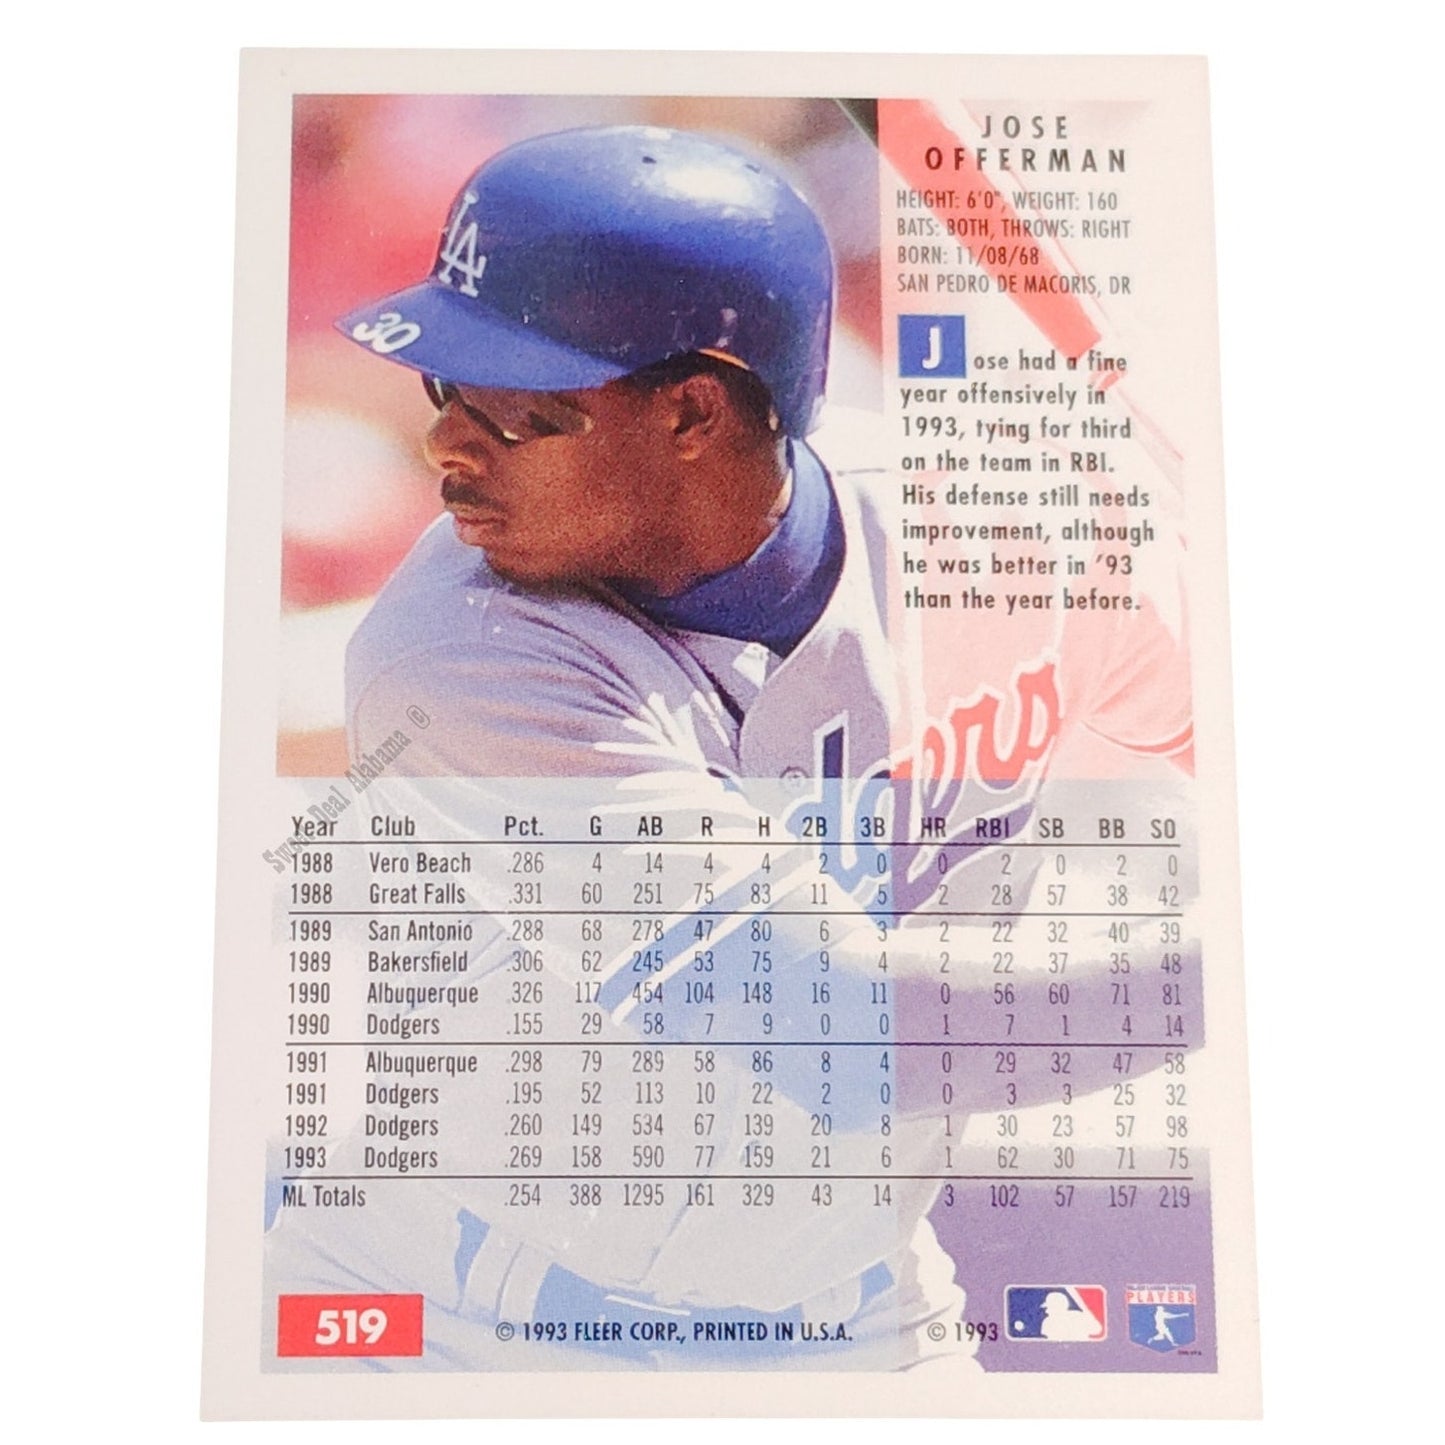 JOSE
OFFERMAN
HEIGHT: 6'0", WEIGHT: 160
BATS: BOTH, THROWS: RIGHT
BORN: 11/08/68
SAN PEDRO DE MACORIS, DR
Jose had a fine
year offensively in
1993, tying for third
on the team in RBI.
His defense still needs
improvement, although
he was better in '93
than the year before.
LA
30
dgers
Sweet Deal Alabama ©
Year Club Pct. G AB R H 2B 3B HR RBI SB BB SO
1988 Vero Beach .286 4 14 4 4 2 0 0 2 0 2 0
1988 Great Falls .331 60 251 75 83 11 5 2 28 57 38 42
1989 San Antonio .288 68 278 47 80 6 3 2 22 32 40 39
1989 Bakersfield .306 62 245 53 75 9 4 2 22 37 35 48
1990 Albuquerque .326 117 454 104 148 16 11 0 56 60 71 81
1990 Dodgers .155 29 58 7 9 0 0 1 7 1 4 14
1991 Albuquerque .298 79 289 58 86 8 4 0 29 32 47 58
1991 Dodgers .195 52 113 10 22 2 0 0 3 3 25 32
1992 Dodgers .260 149 534 67 139 20 8 1 30 23 57 98
1993 Dodgers .269 158 590 77 159 21 6 1 62 30 71 75
ML Totals .254 388 1295 161 329 43 14 3 102 57 157 219
519
© 1993 FLEER CORP., PRINTED IN U.S.A.
© 1993
PLAYERS